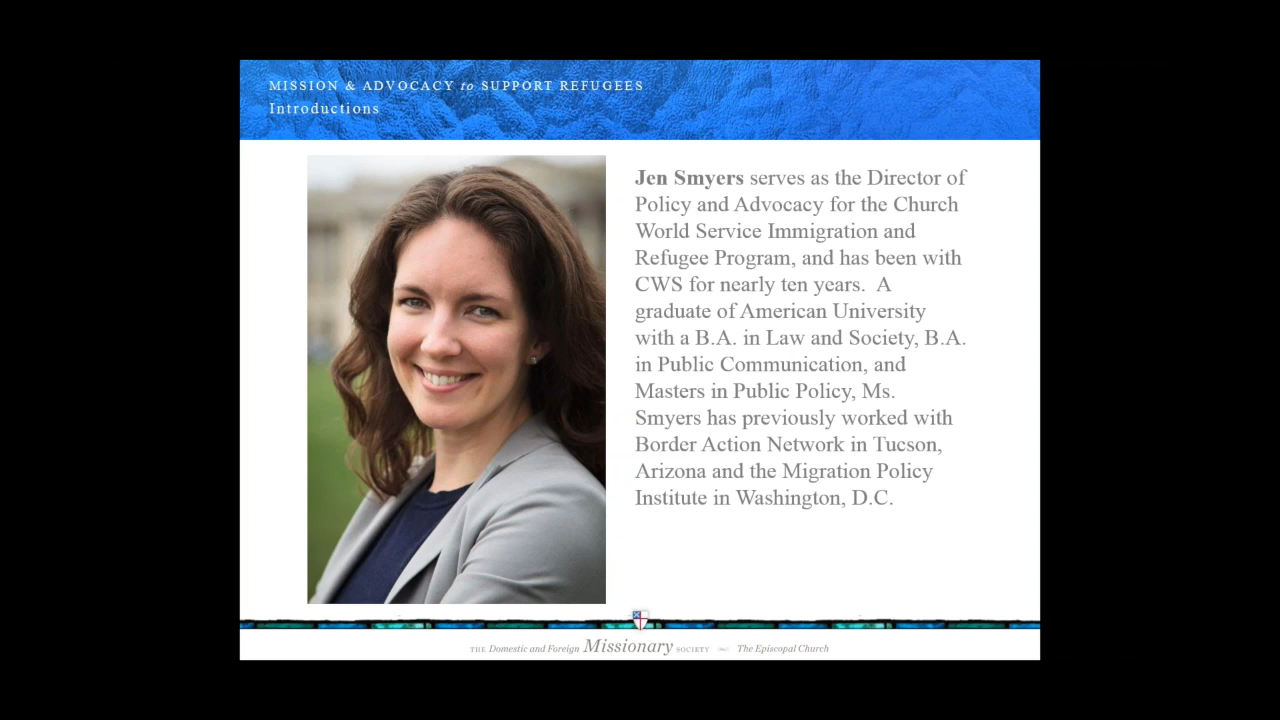 MISSION & ADVOCACY to SUPPORT REFUGEES
Introductions
Jen Smyers serves as the Director of
Policy and Advocacy for the Church
World Service Immigration and
Refugee Program, and has been with
CWS for nearly ten years.  A
graduate of American University
with a B.A. in Law and Society, B.A.
in Public Communication, and
Masters in Public Policy, Ms.
Smyers has previously worked with
Border Action Network in Tucson,
Arizona and the Migration Policy
Institute in Washington, D.C.
THE Domestic and Foreign Missionary SOCIETY The Episcopal Church